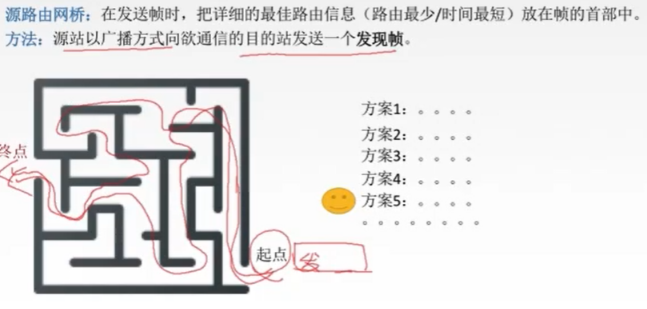 源路由网桥：在发送帧时，把详细的最佳路由信息（路由最少/时间最短）放在帧的首部中。
方法：源站以广播方式向欲通信的目的站发送一个发现帧。
方案1：。。。。
方案2：。。。。
终点
方案3：。。。。
方案4：。。。。
方案5：。。。。
。。。。。。。。
起点
发